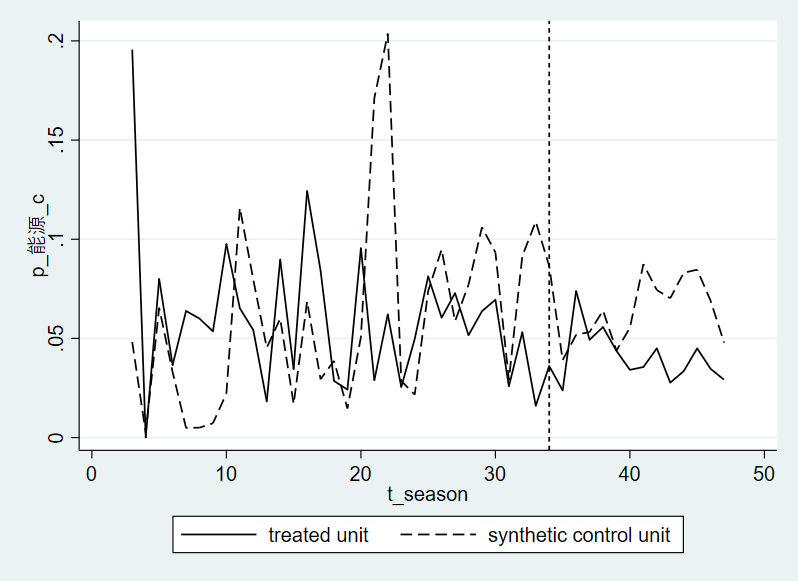 .2
.15
.1
.05
0
p_能源_c
0 10 20 30 40 50
t_season
treated unit synthetic control unit